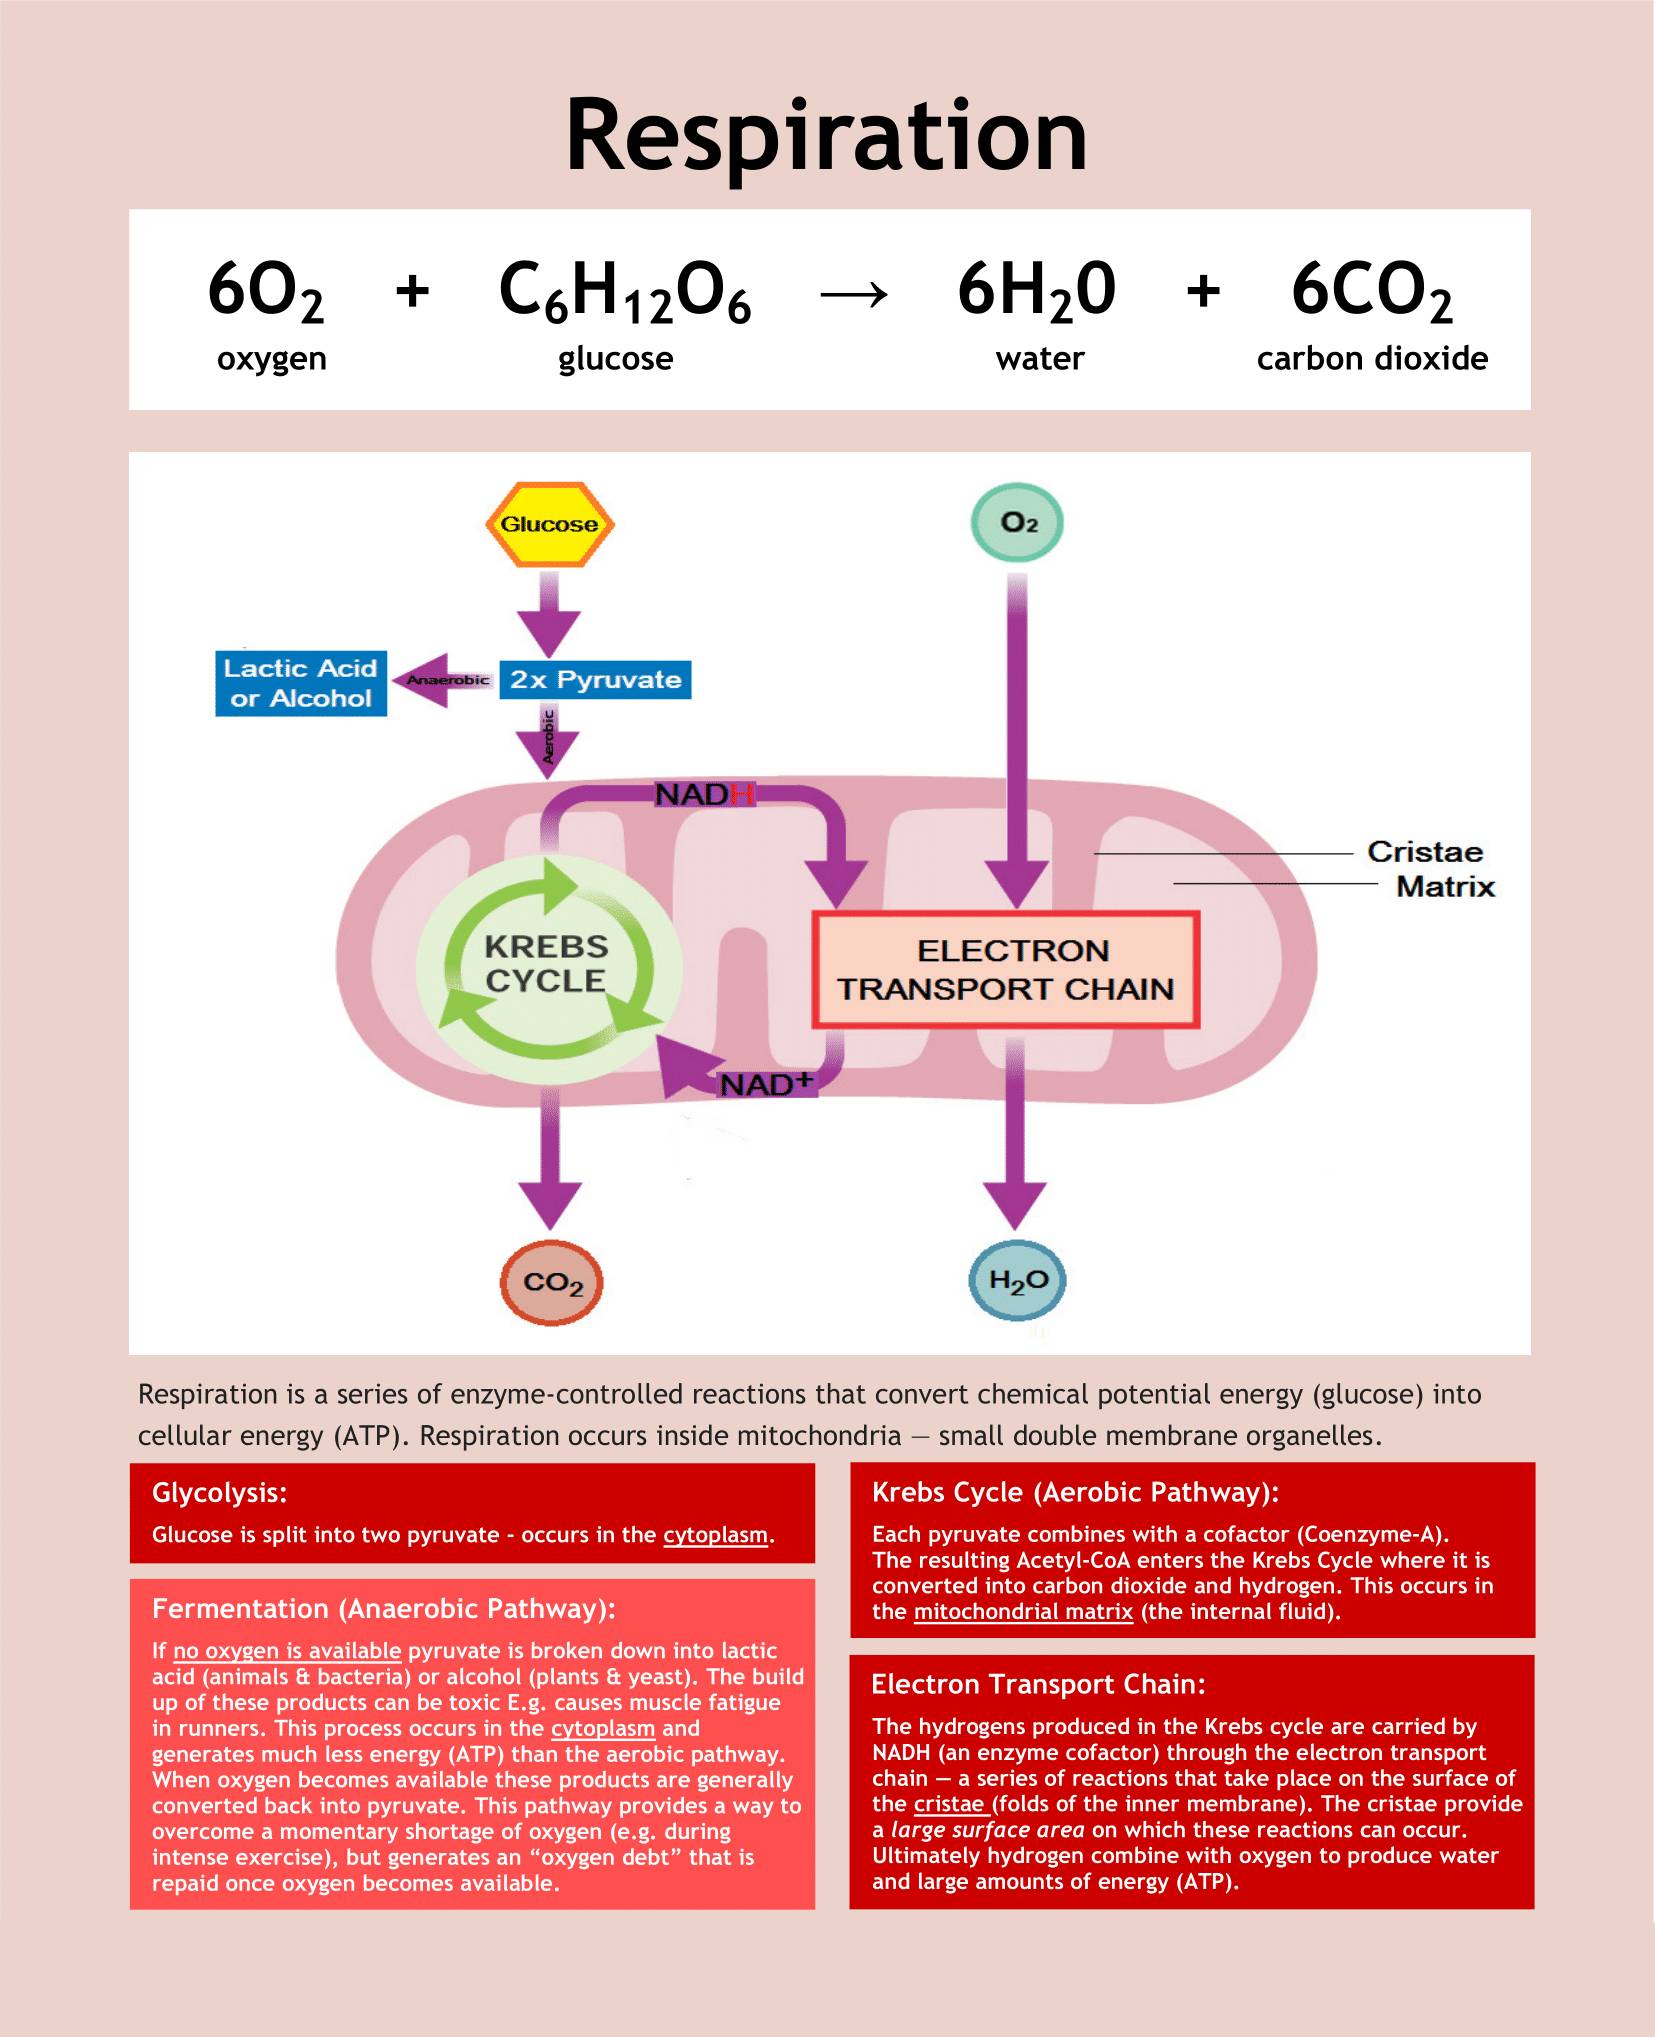 Respiration
6O₂ + C₆H₁₂O₆ → 6H₂0 + 6CO₂
oxygen glucose water carbon dioxide
Glucose
O₂
Lactic Acid
or Alcohol
Anaerobic
2x Pyruvate
Aerobic
NADH
Cristae
Matrix
KREBS
CYCLE
ELECTRON
TRANSPORT CHAIN
NAD⁺
CO₂
H₂O
Respiration is a series of enzyme-controlled reactions that convert chemical potential energy (glucose) into
cellular energy (ATP). Respiration occurs inside mitochondria — small double membrane organelles.
Glycolysis:
Glucose is split into two pyruvate - occurs in the cytoplasm.
Fermentation (Anaerobic Pathway):
If no oxygen is available pyruvate is broken down into lactic
acid (animals & bacteria) or alcohol (plants & yeast). The build
up of these products can be toxic E.g. causes muscle fatigue
in runners. This process occurs in the cytoplasm and
generates much less energy (ATP) than the aerobic pathway.
When oxygen becomes available these products are generally
converted back into pyruvate. This pathway provides a way to
overcome a momentary shortage of oxygen (e.g. during
intense exercise), but generates an “oxygen debt” that is
repaid once oxygen becomes available.
Krebs Cycle (Aerobic Pathway):
Each pyruvate combines with a cofactor (Coenzyme-A).
The resulting Acetyl-CoA enters the Krebs Cycle where it is
converted into carbon dioxide and hydrogen. This occurs in
the mitochondrial matrix (the internal fluid).
Electron Transport Chain:
The hydrogens produced in the Krebs cycle are carried by
NADH (an enzyme cofactor) through the electron transport
chain — a series of reactions that take place on the surface of
the cristae (folds of the inner membrane). The cristae provide
a large surface area on which these reactions can occur.
Ultimately hydrogen combine with oxygen to produce water
and large amounts of energy (ATP).